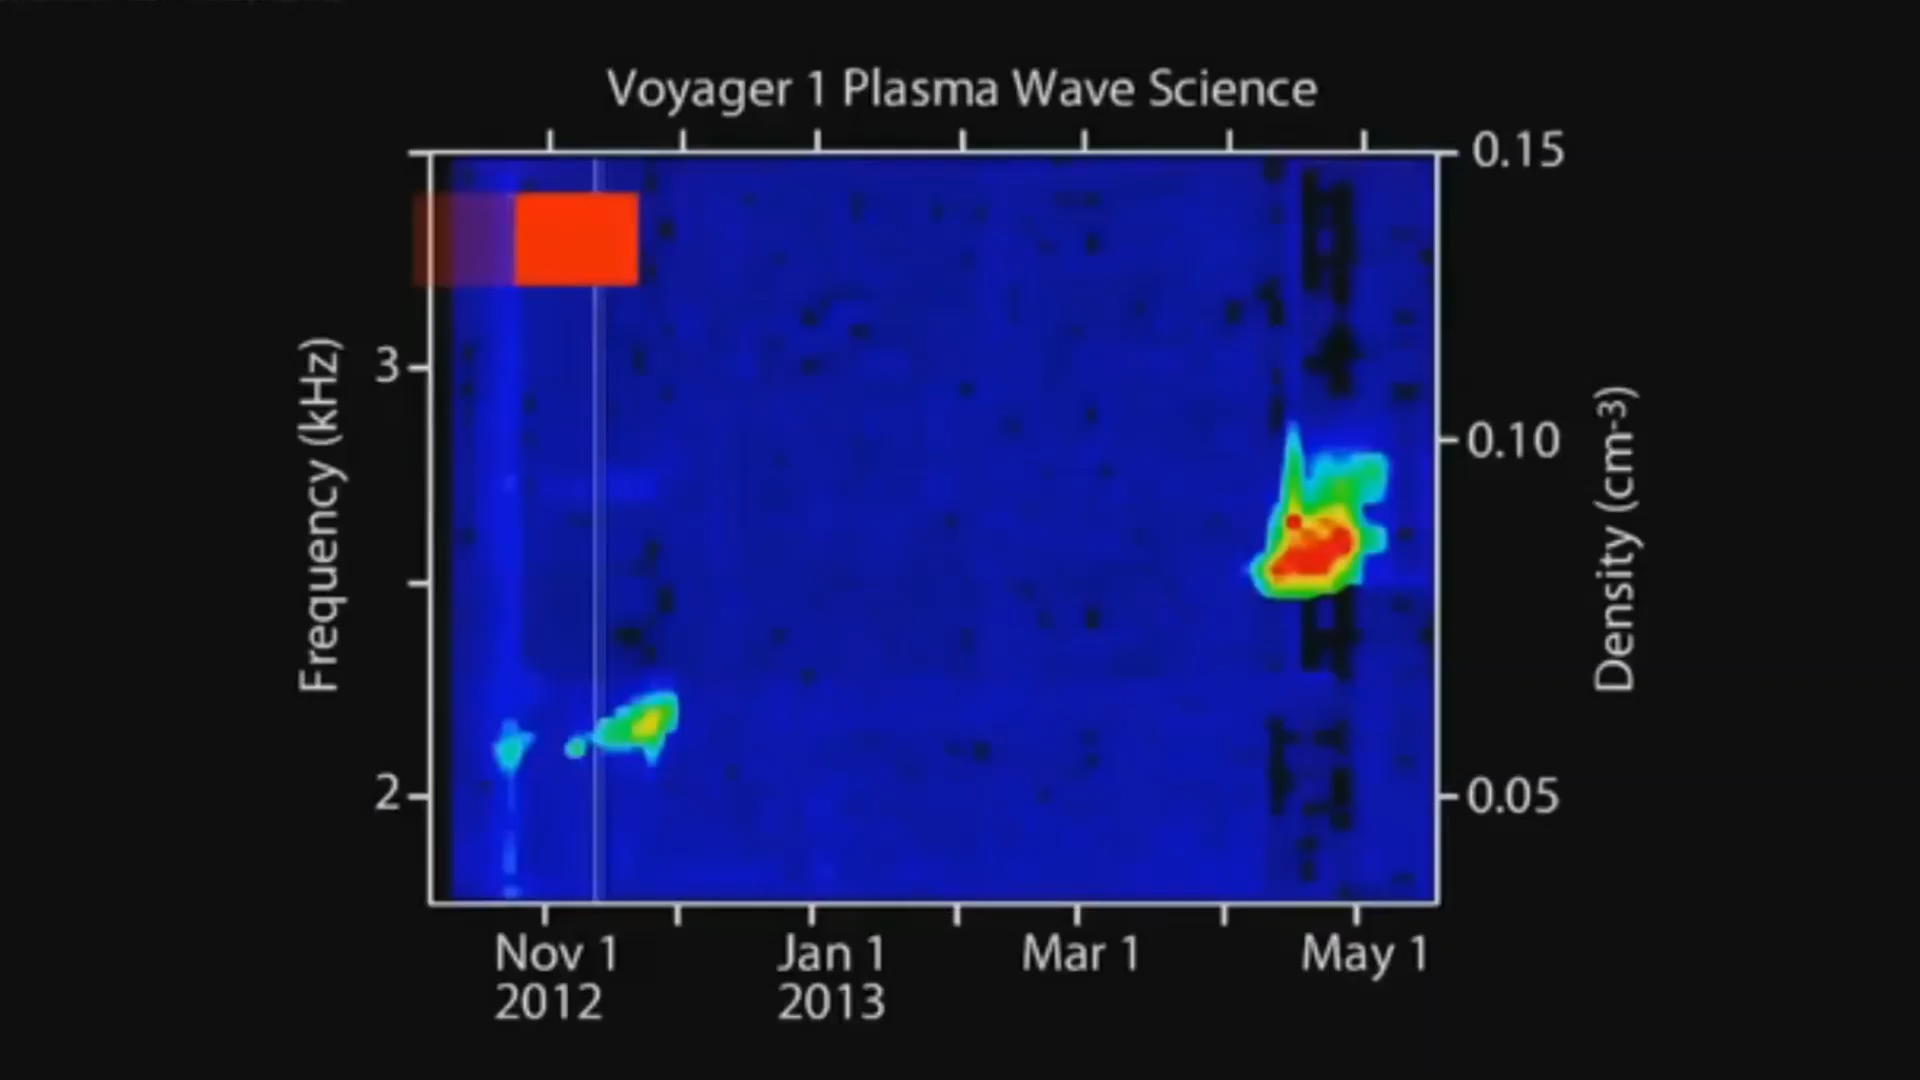 Voyager 1 Plasma Wave Science
Frequency (kHz)
3
2
0.15
0.10
0.05
Density (cm-3)
Nov 1
2012
Jan 1
2013
Mar 1
May 1